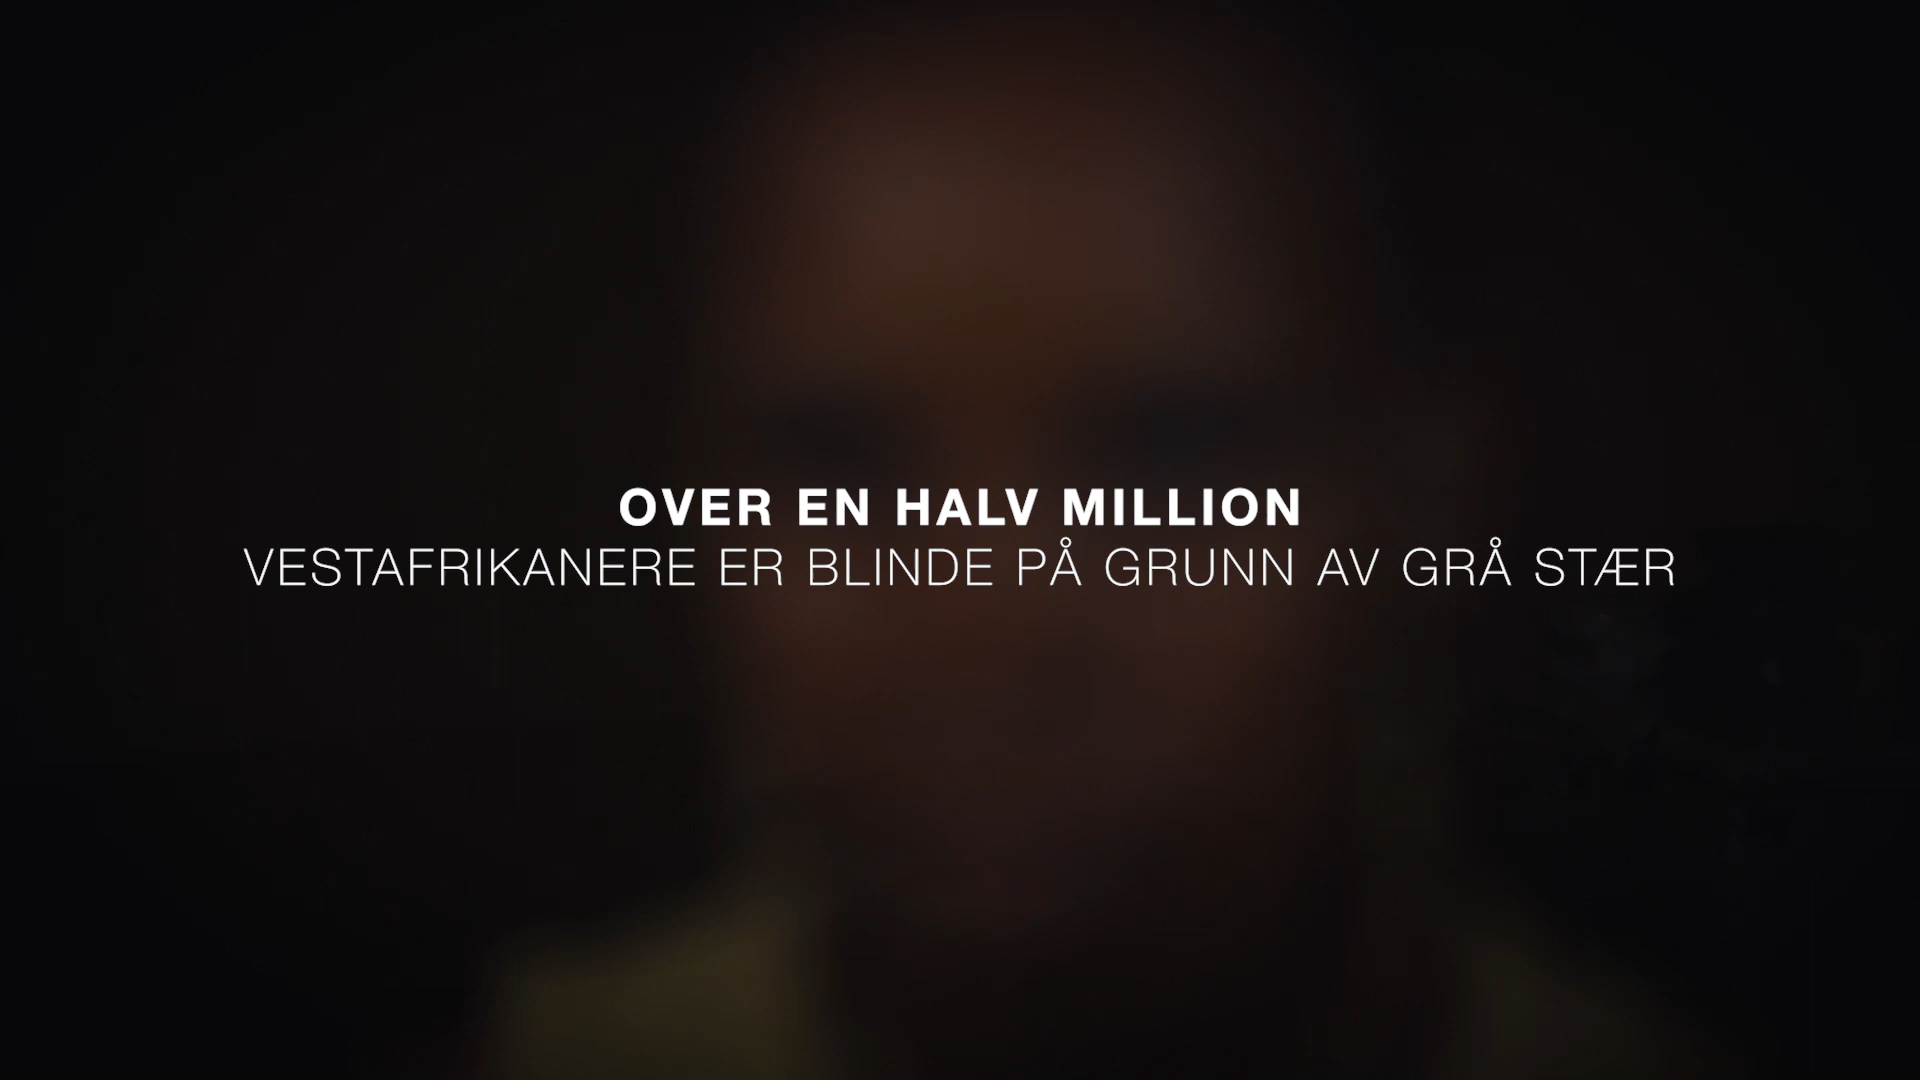 OVER EN HALV MILLION
VESTAFRIKANERE ER BLINDE PÅ GRUNN AV GRÅ STÆR